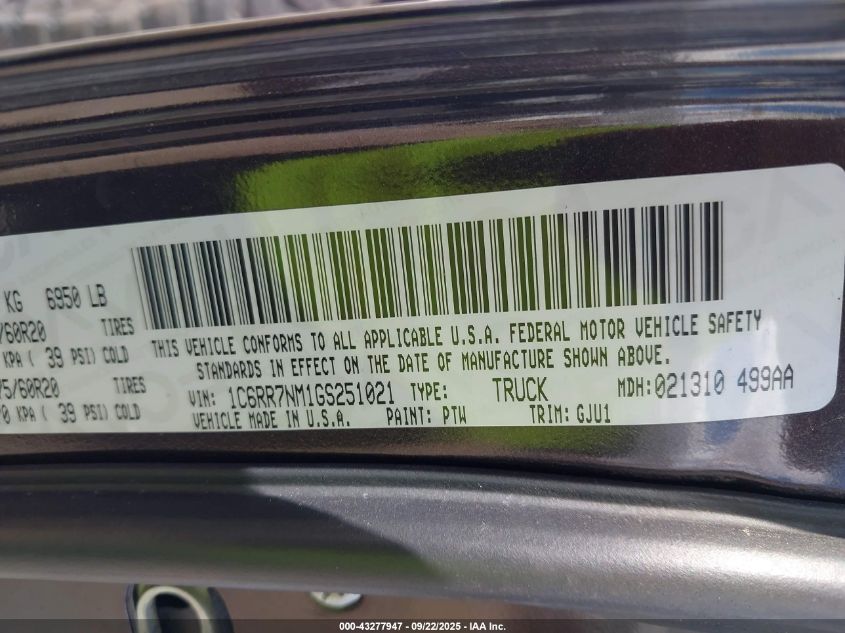 KG 6950 LB
/60R20 TIRES
KPA ( 39 PSI) COLD
75/60R20 TIRES
0 KPA ( 39 PSI) COLD
THIS VEHICLE CONFORMS TO ALL APPLICABLE U.S.A. FEDERAL MOTOR VEHICLE SAFETY
STANDARDS IN EFFECT ON THE DATE OF MANUFACTURE SHOWN ABOVE.
VIN: 1C6RR7NM1GS251021 TYPE: TRUCK MDH:021310 499AA
VEHICLE MADE IN U.S.A. PAINT: PTW TRIM: GJU1
000-43277947 - 09/22/2025 - IAA Inc.